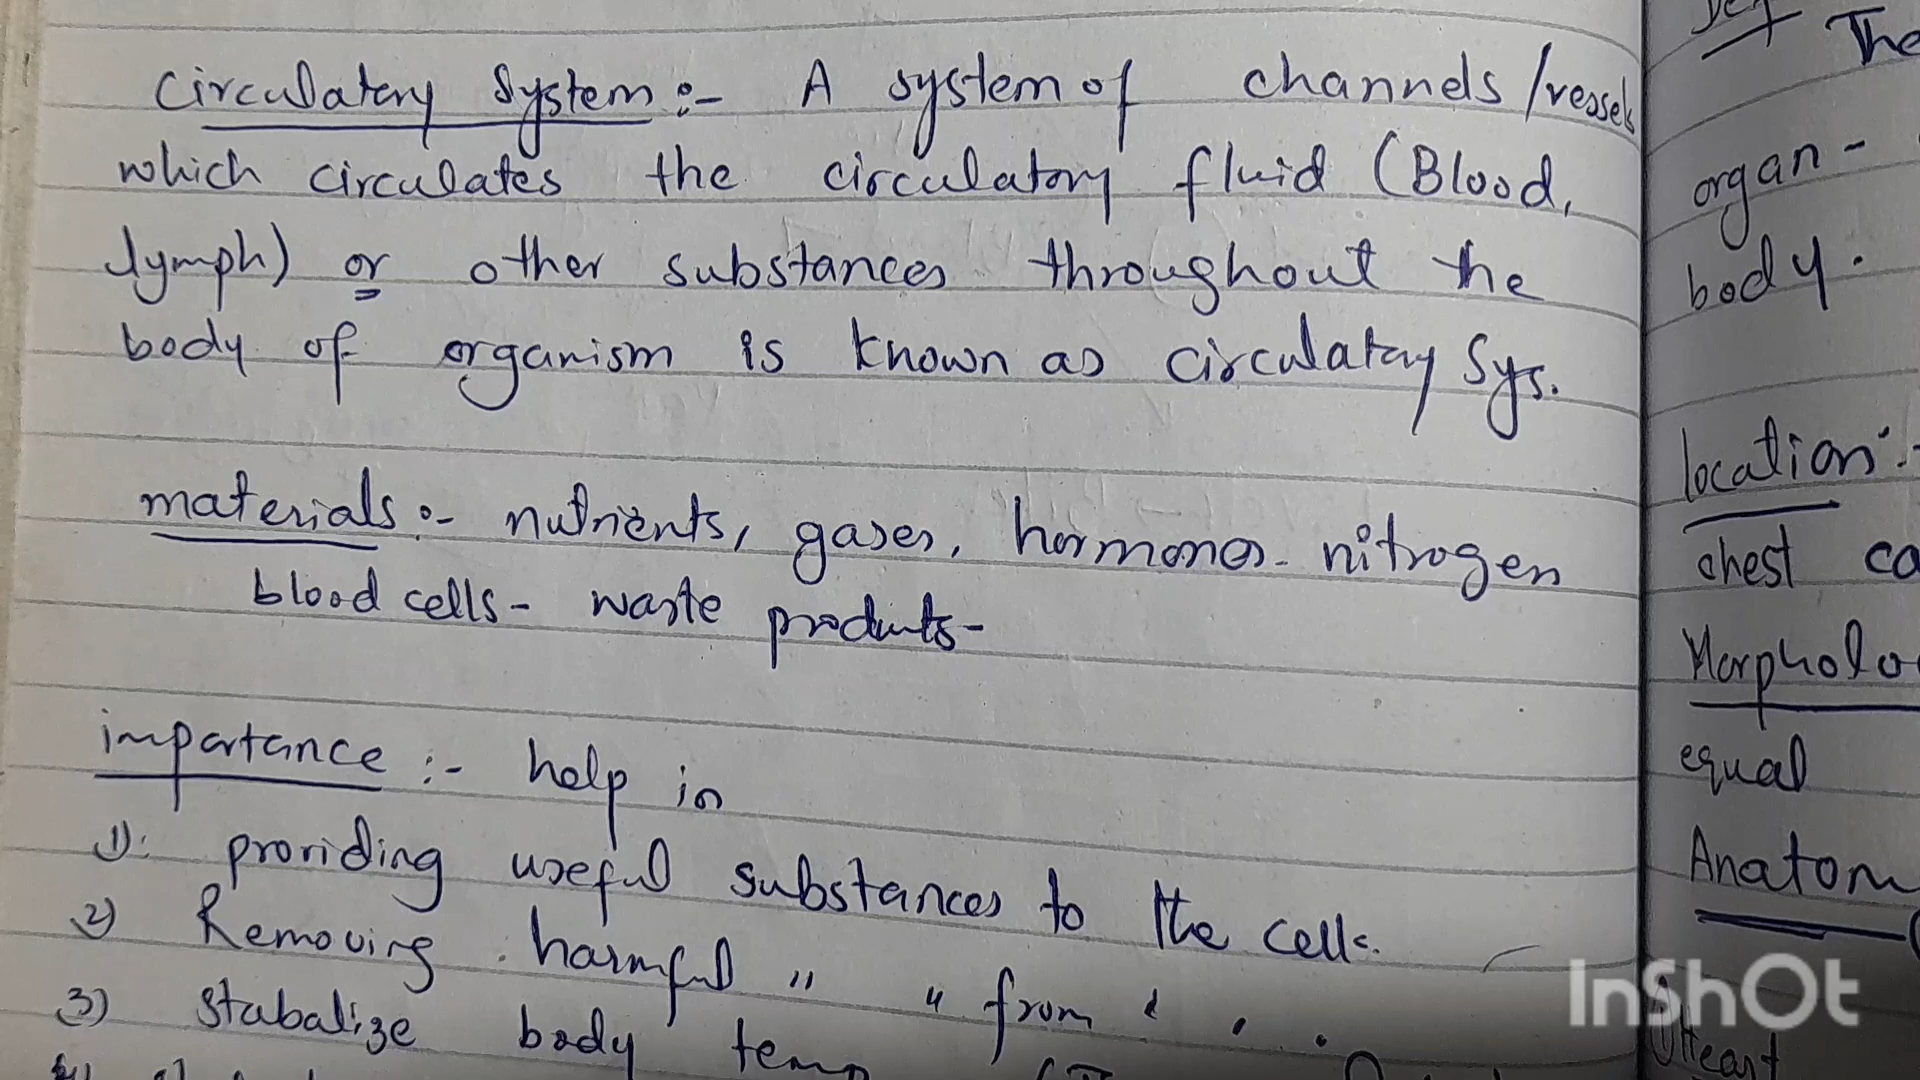 circulatory System :- A system of channels/vessels
which circulates the circulatory fluid (Blood,
lymph) or other substances throughout the
body of organism is known as circulatory Sys.
materials :- nutrients, gases, hormones - nitrogen
blood cells - waste products -
importance :- help in
1) providing useful substances to the cells.
2) Removing harmful " " from
3) stabalize body temp
The
organ -
body.
location :-
chest
equal
Heart
InShOt